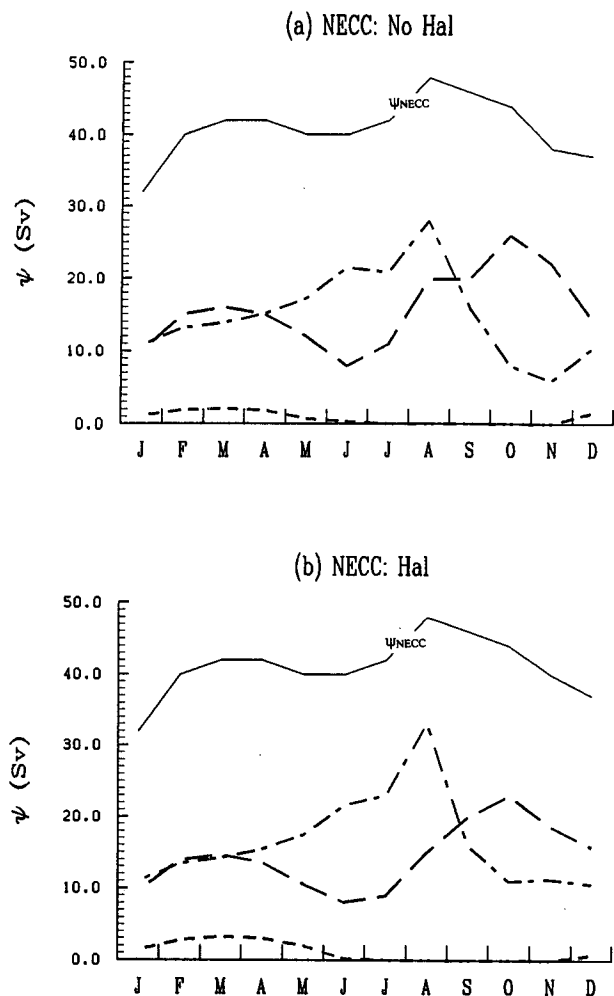 (a) NECC: No Hal
50.0
40.0
30.0
20.0
10.0
0.0
ψ (Sv)
ψNECC
J F M A M J J A S O N D
(b) NECC: Hal
50.0
40.0
30.0
20.0
10.0
0.0
ψ (Sv)
ψNECC
J F M A M J J A S O N D